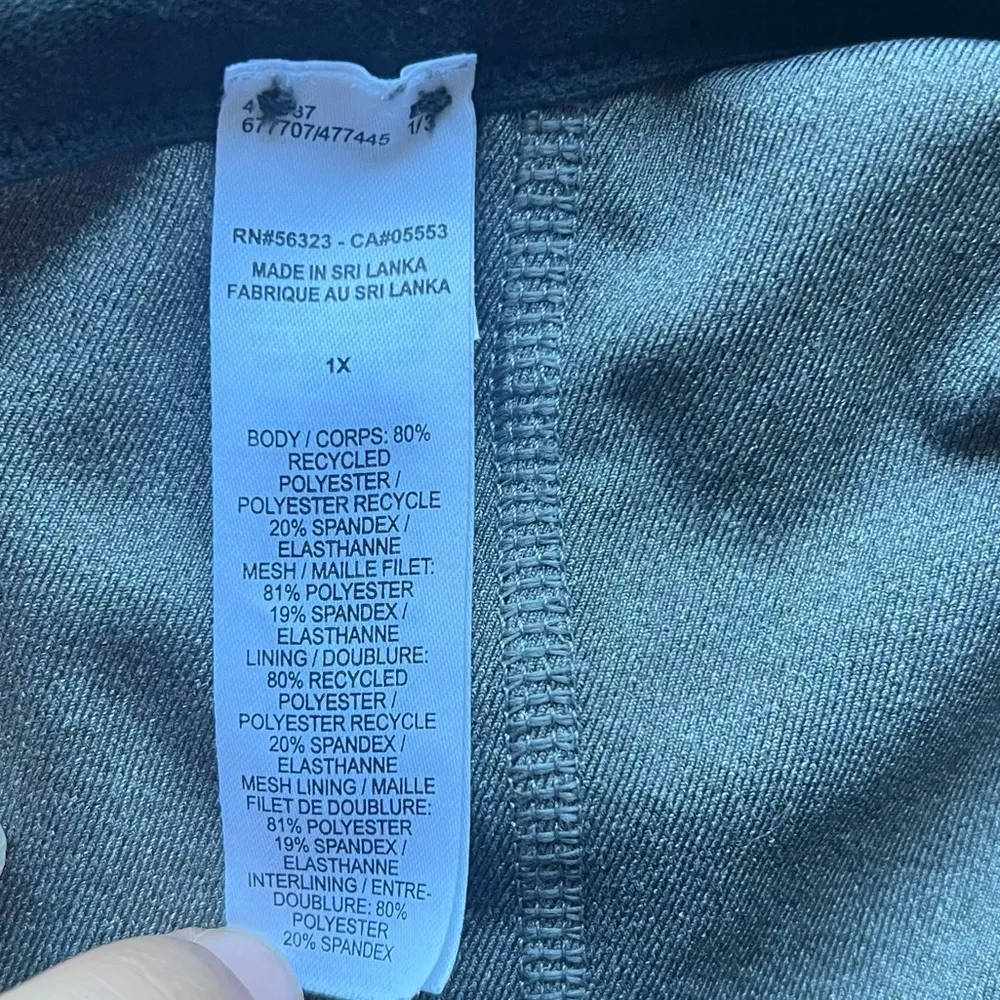 677707/477445 1/3
RN#56323 - CA#05553
MADE IN SRI LANKA
FABRIQUE AU SRI LANKA
1X
BODY / CORPS: 80%
RECYCLED
POLYESTER /
POLYESTER RECYCLE
20% SPANDEX /
ELASTHANNE
MESH / MAILLE FILET:
81% POLYESTER
19% SPANDEX /
ELASTHANNE
LINING / DOUBLURE:
80% RECYCLED
POLYESTER /
POLYESTER RECYCLE
20% SPANDEX /
ELASTHANNE
MESH LINING / MAILLE
FILET DE DOUBLURE:
81% POLYESTER
19% SPANDEX /
ELASTHANNE
INTERLINING / ENTRE-
DOUBLURE: 80%
POLYESTER
20% SPANDEX